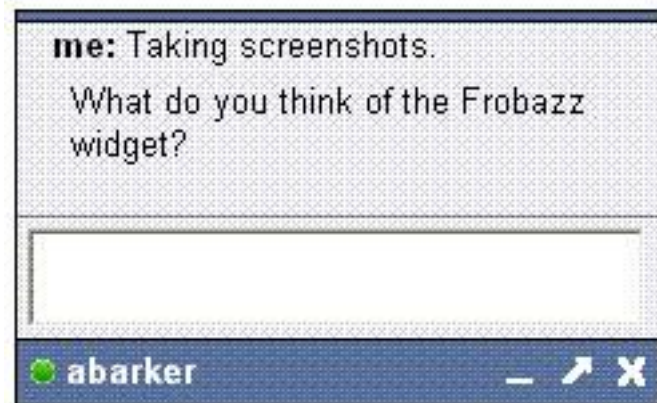 me: Taking screenshots.
What do you think of the Frobazz
widget?
abarker